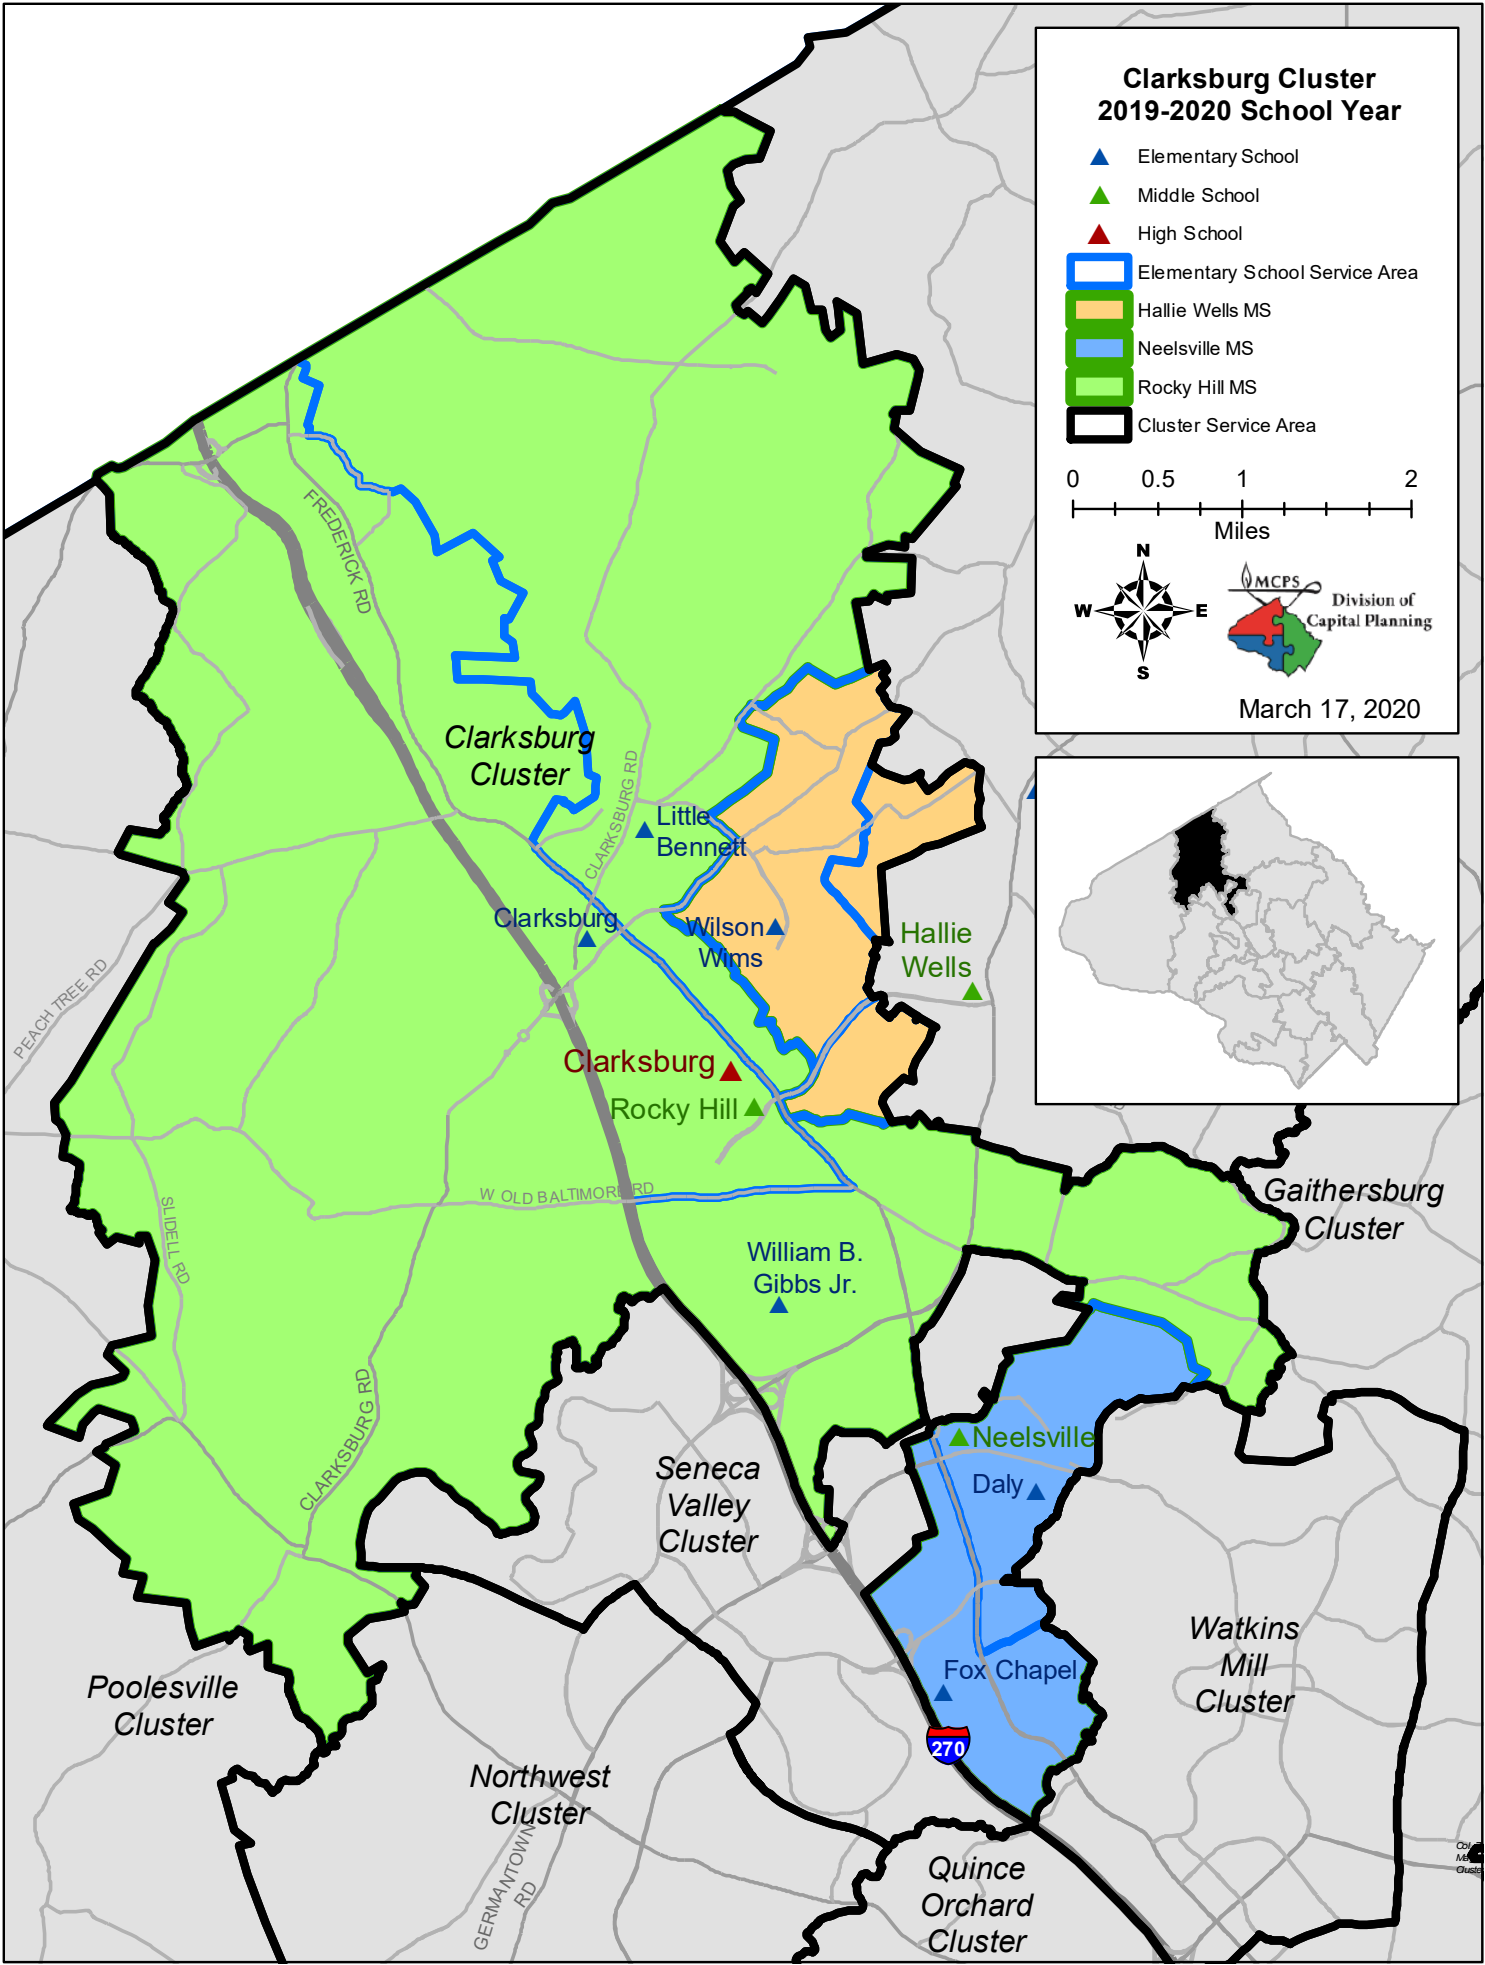 Clarksburg Cluster
2019-2020 School Year
Elementary School
Middle School
High School
Elementary School Service Area
Hallie Wells MS
Neelsville MS
Rocky Hill MS
Cluster Service Area
0 0.5 1 2
Miles
N
W E
S
MCPS
Division of
Capital Planning
March 17, 2020
FREDERICK RD
Clarksburg
Cluster
CLARKSBURG RD
Little
Bennett
Clarksburg
Wilson
Wims
Hallie
Wells
PEACH TREE RD
Clarksburg
Rocky Hill
W OLD BALTIMORE RD
SLIDELL RD
Gaithersburg
Cluster
William B.
Gibbs Jr.
CLARKSBURG RD
Neelsville
Seneca
Valley
Cluster
Daly
Watkins
Mill
Cluster
Fox Chapel
Poolesville
Cluster
270
Northwest
Cluster
GERMANTOWN
RD
Quince
Orchard
Cluster
Cluster